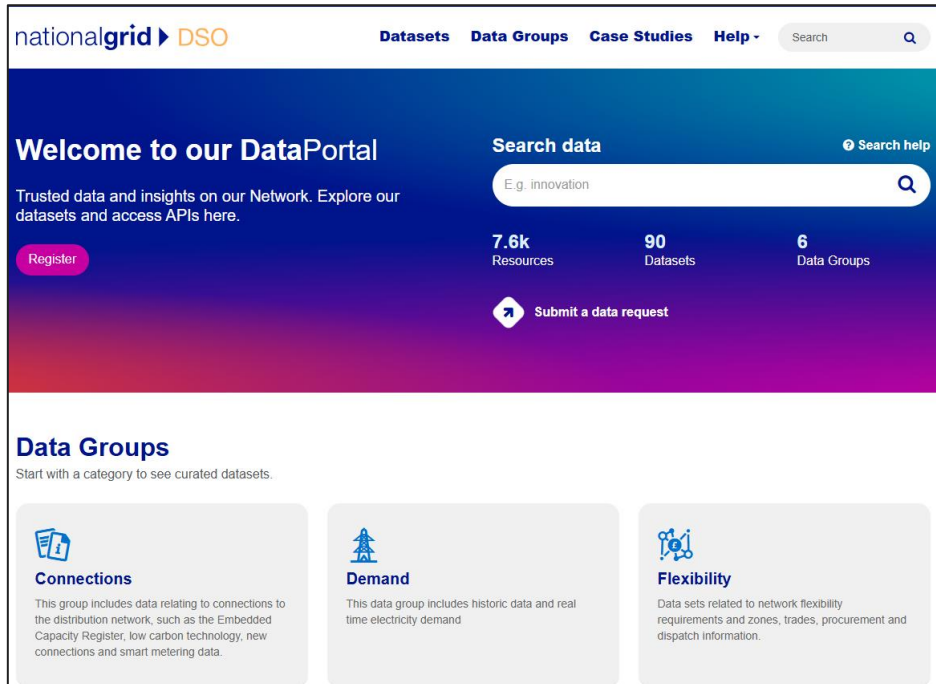 nationalgrid DSO
Datasets Data Groups Case Studies Help
Search
Welcome to our DataPortal
Trusted data and insights on our Network. Explore our
datasets and access APIs here.
Register
Search data
Search help
E.g. innovation
7.6k
Resources
90
Datasets
6
Data Groups
Submit a data request
Data Groups
Start with a category to see curated datasets.
Connections
This group includes data relating to connections to
the distribution network, such as the Embedded
Capacity Register, low carbon technology, new
connections and smart metering data.
Demand
This data group includes historic data and real
time electricity demand
Flexibility
Data sets related to network flexibility
requirements and zones, trades, procurement and
dispatch information.